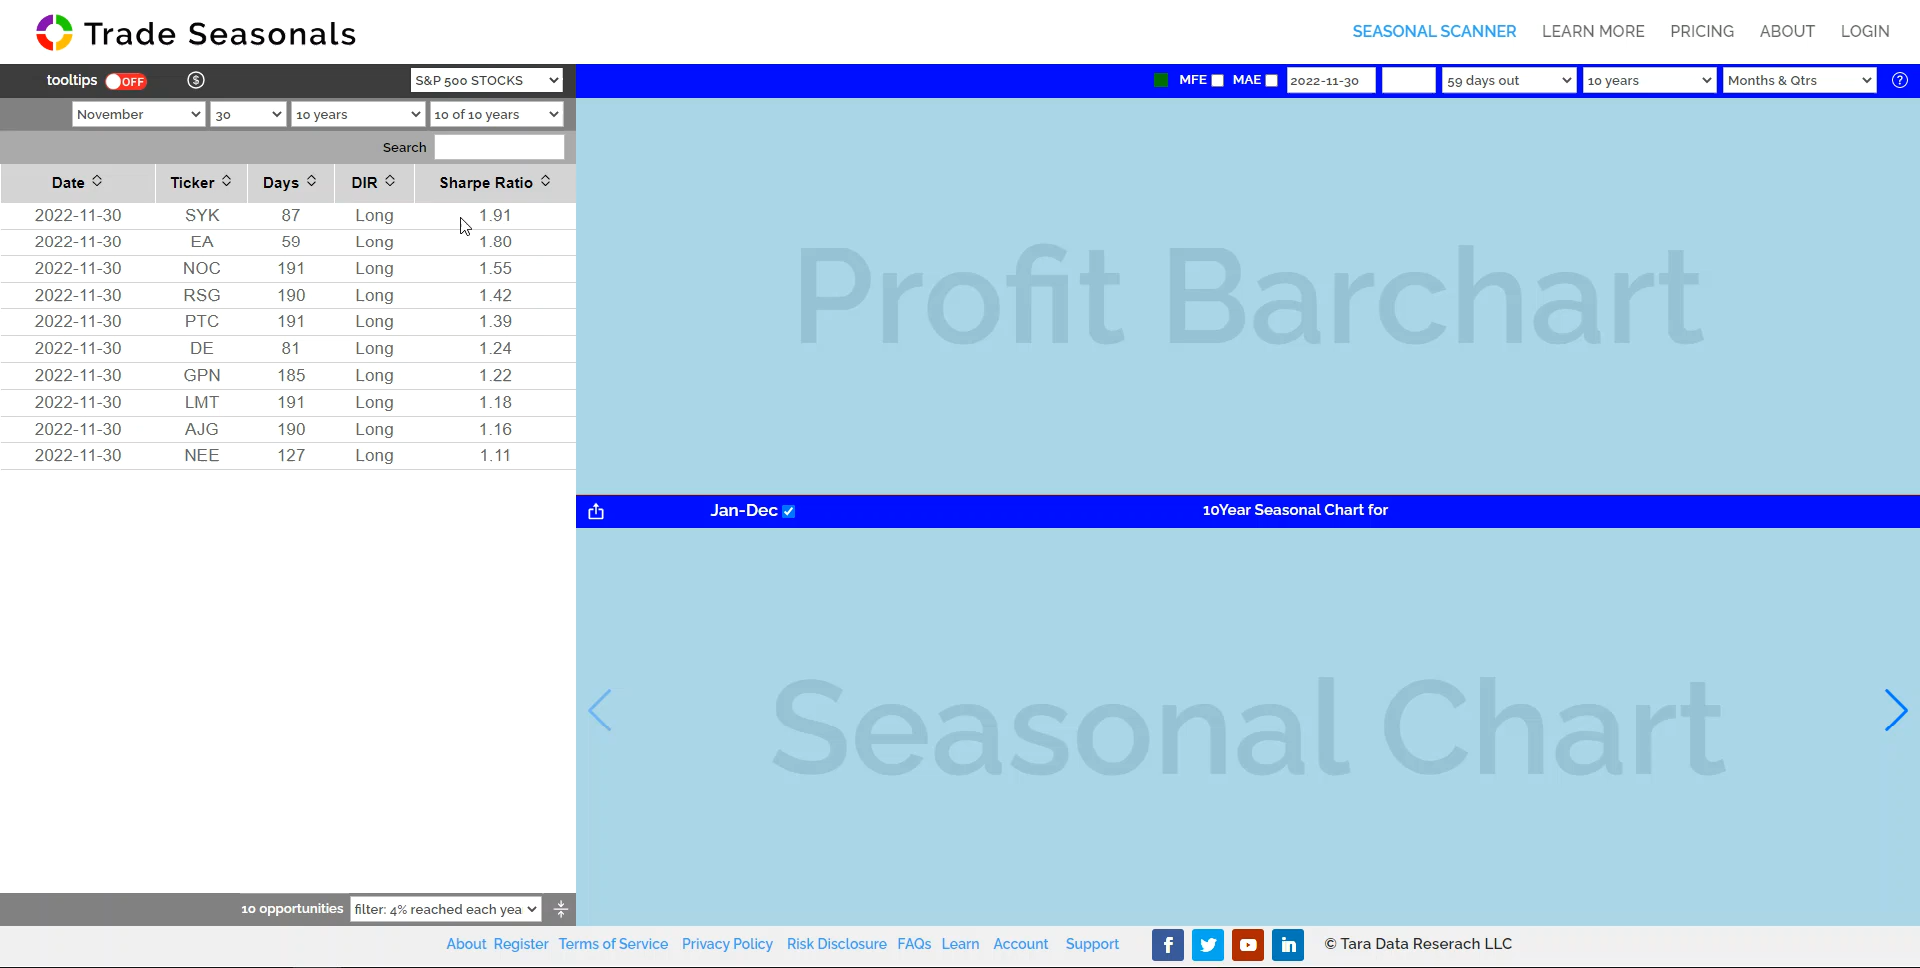 Trade Seasonals
SEASONAL SCANNER LEARN MORE PRICING ABOUT LOGIN
tooltips OFF $ S&P 500 STOCKS
MFE MAE 2022-11-30 59 days out 10 years Months & Qtrs ?
November 30 10 years 10 of 10 years
Search
Date Ticker Days DIR Sharpe Ratio
2022-11-30 SYK 87 Long 1.91
2022-11-30 EA 59 Long 1.80
2022-11-30 NOC 191 Long 1.55
2022-11-30 RSG 190 Long 1.42
2022-11-30 PTC 191 Long 1.39
2022-11-30 DE 81 Long 1.24
2022-11-30 GPN 185 Long 1.22
2022-11-30 LMT 191 Long 1.18
2022-11-30 AJG 190 Long 1.16
2022-11-30 NEE 127 Long 1.11
Profit Barchart
Jan-Dec 10Year Seasonal Chart for
Seasonal Chart
10 opportunities filter: 4% reached each yea
About Register Terms of Service Privacy Policy Risk Disclosure FAQs Learn Account Support f in © Tara Data Reserach LLC